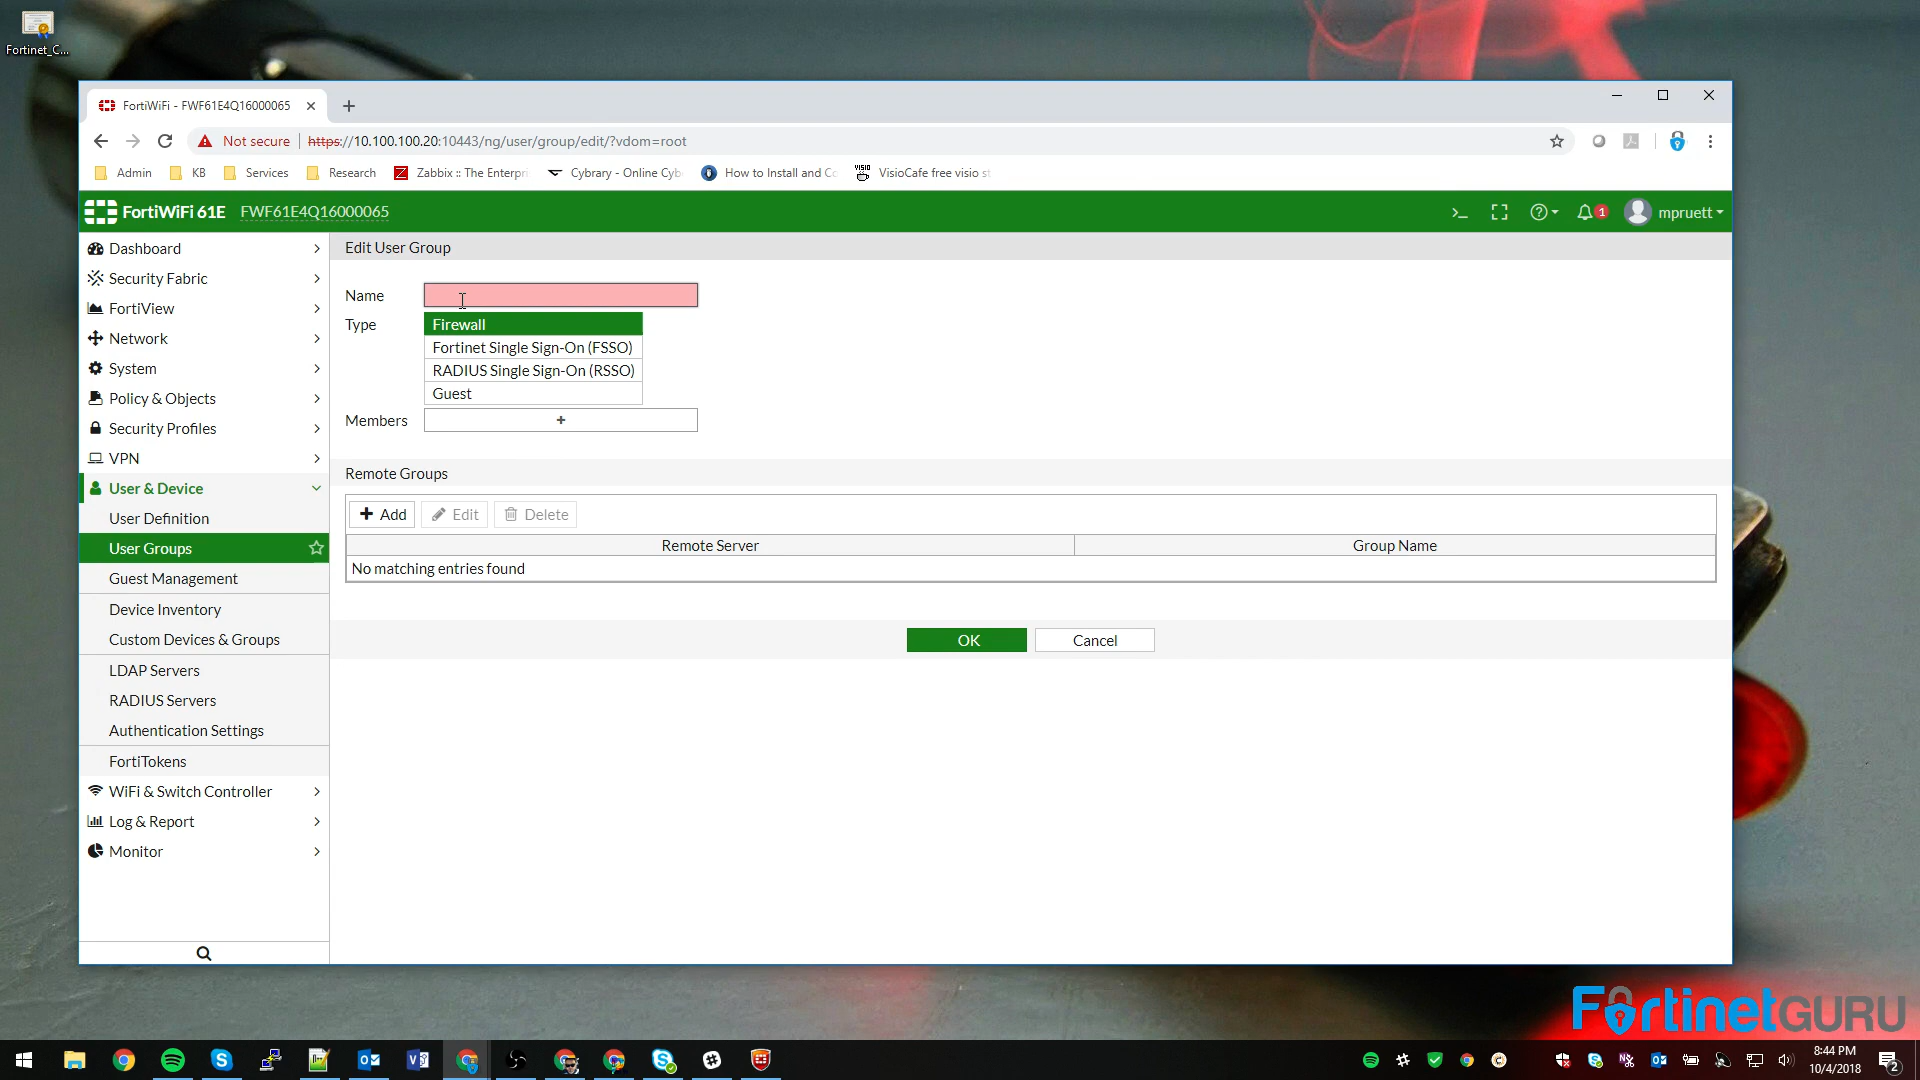 Fortinet_C...
FortiWiFi - FWF61E4Q16000065
Not secure
https://10.100.100.20:10443/ng/user/group/edit/?vdom=root
Admin
KB
Services
Research
Zabbix :: The Enterpr
Cybrary - Online Cyb
How to Install and Co
VISIO
VisioCafe free visio st
FortiWiFi 61E
FWF61E4Q16000065
1
mpruett
Dashboard
Security Fabric
FortiView
Network
System
Policy & Objects
Security Profiles
VPN
User & Device
User Definition
User Groups
Guest Management
Device Inventory
Custom Devices & Groups
LDAP Servers
RADIUS Servers
Authentication Settings
FortiTokens
WiFi & Switch Controller
Log & Report
Monitor
Edit User Group
Name
Type
Firewall
Fortinet Single Sign-On (FSSO)
RADIUS Single Sign-On (RSSO)
Guest
Members
+
Remote Groups
+ Add
Edit
Delete
Remote Server
Group Name
No matching entries found
OK
Cancel
FortinetGURU
8:44 PM
10/4/2018
2